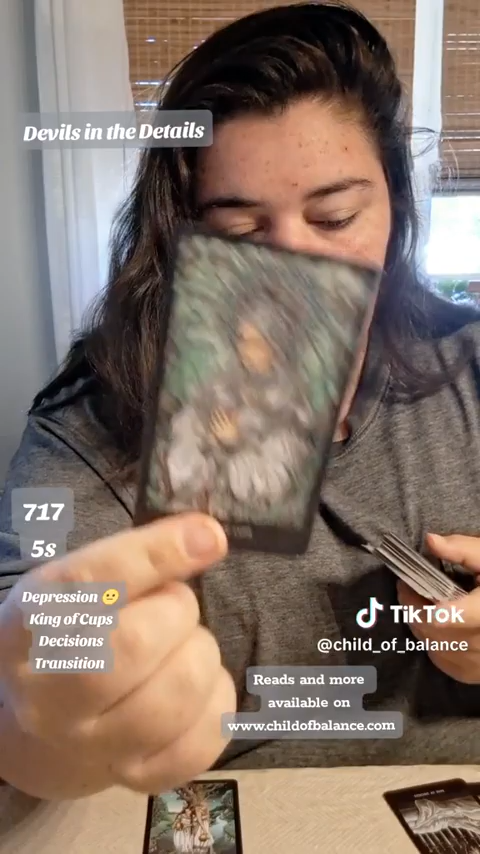 Devils in the Details
717
5s
Depression 😕
King of Cups
Decisions
Transition
TikTok
@child_of_balance
Reads and more
available on
www.childofbalance.com